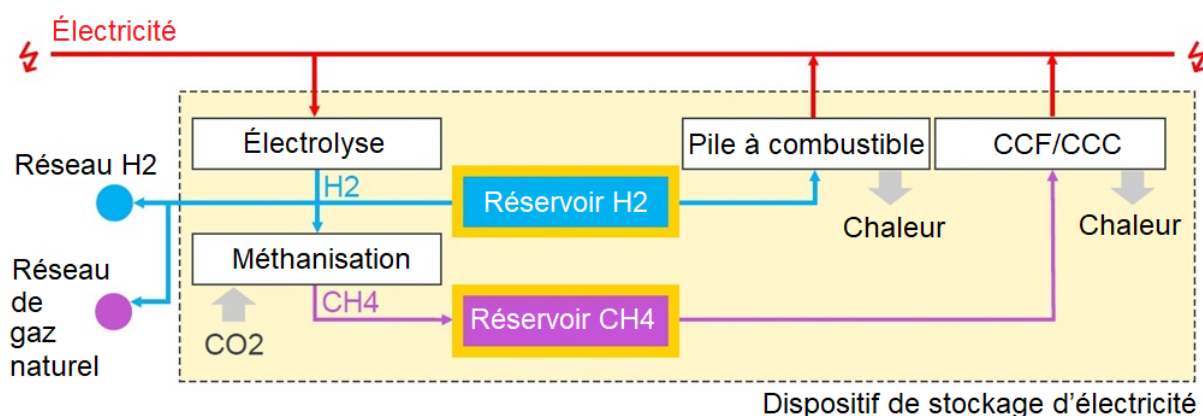 Électricité
Électrolyse
Pile à combustible
CCF/CCC
Réseau H2
H2
Réservoir H2
Chaleur
Chaleur
Méthanisation
Réseau
de
gaz
naturel
CH4
Réservoir CH4
CO2
Dispositif de stockage d’électricité